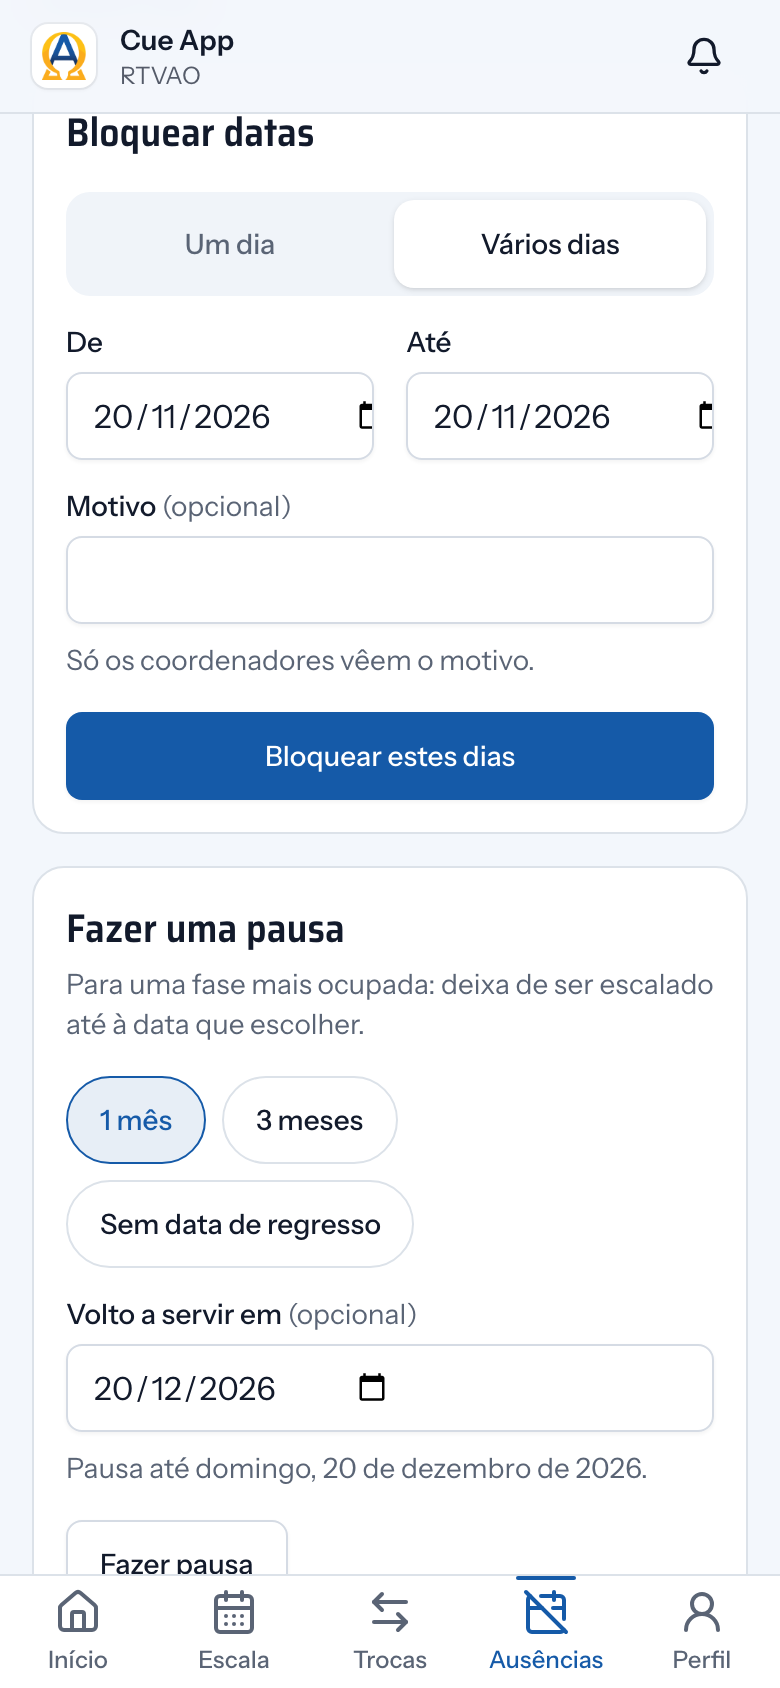 Cue App
RTVAO
Bloquear datas
Um dia
Vários dias
De
Até
20/11/2026
20/11/2026
Motivo (opcional)
Só os coordenadores vêem o motivo.
Bloquear estes dias
Fazer uma pausa
Para uma fase mais ocupada: deixa de ser escalado
até à data que escolher.
1 mês
3 meses
Sem data de regresso
Volto a servir em (opcional)
20/12/2026
Pausa até domingo, 20 de dezembro de 2026.
Fazer pausa
Início
Escala
Trocas
Ausências
Perfil